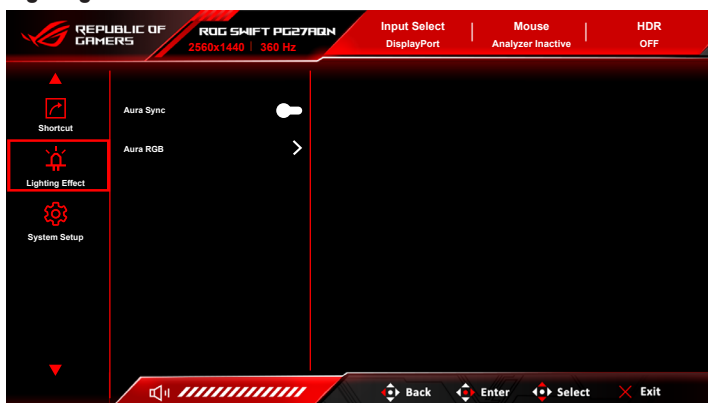 REPUBLIC OF
GAMERS
ROG SWIFT PG27AQN
2560x1440 360 Hz
Input Select
DisplayPort
Mouse
Analyzer Inactive
HDR
OFF
Shortcut
Lighting Effect
System Setup
Aura Sync
Aura RGB
Back
Enter
Select
Exit